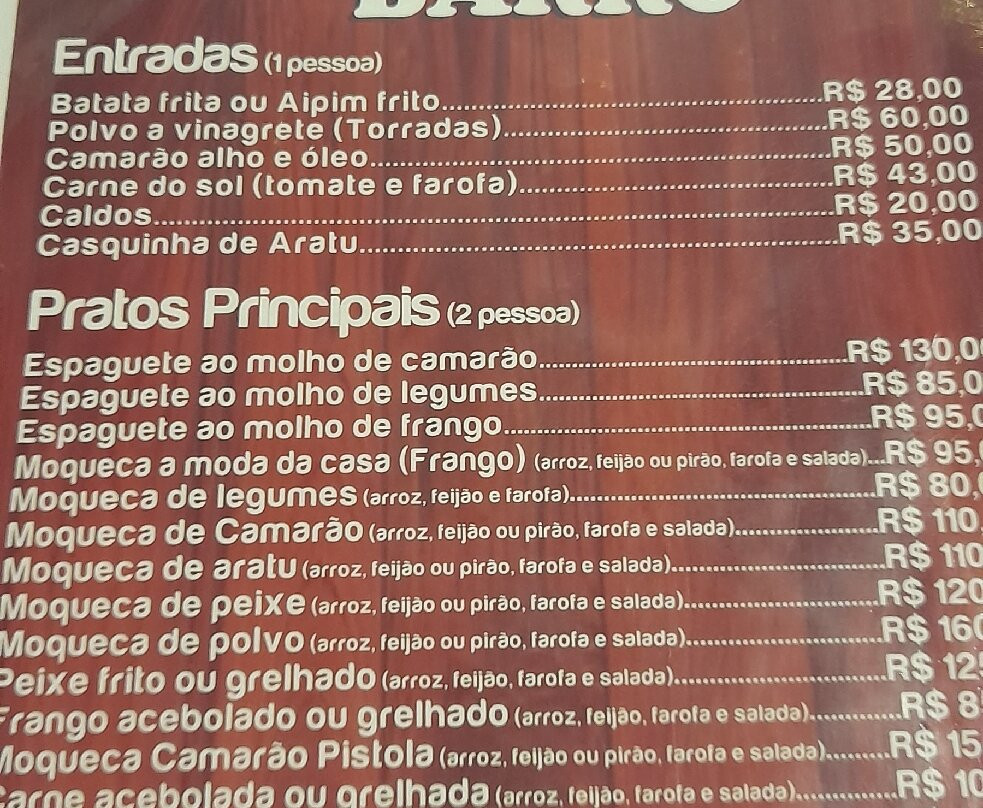 BARRO
Entradas (1 pessoa)
Batata frita ou Aipim frito R$ 28,00
Polvo a vinagrete (Torradas) R$ 60,00
Camarão alho e óleo R$ 50,00
Carne do sol (tomate e farofa) R$ 43,00
Caldos R$ 20,00
Casquinha de Aratu R$ 35,00
Pratos Principais (2 pessoa)
Espaguete ao molho de camarão R$ 130,0
Espaguete ao molho de legumes R$ 85,0
Espaguete ao molho de frango R$ 95,
Moqueca a moda da casa (Frango) (arroz, feijão ou pirão, farofa e salada) R$ 95,
Moqueca de legumes (arroz, feijão e farofa) R$ 80,
Moqueca de Camarão (arroz, feijão ou pirão, farofa e salada) R$ 110
Moqueca de aratu (arroz, feijão ou pirão, farofa e salada) R$ 110
Moqueca de peixe (arroz, feijão ou pirão, farofa e salada) R$ 120
Moqueca de polvo (arroz, feijão ou pirão, farofa e salada) R$ 160
Peixe frito ou grelhado (arroz, feijão, farofa e salada) R$ 125
Frango acebolado ou grelhado (arroz, feijão, farofa e salada) R$ 8
Moqueca Camarão Pistola (arroz, feijão ou pirão, farofa e salada) R$ 15
Carne acebolada ou grelhada (arroz, feijão, farofa e salada) R$ 10